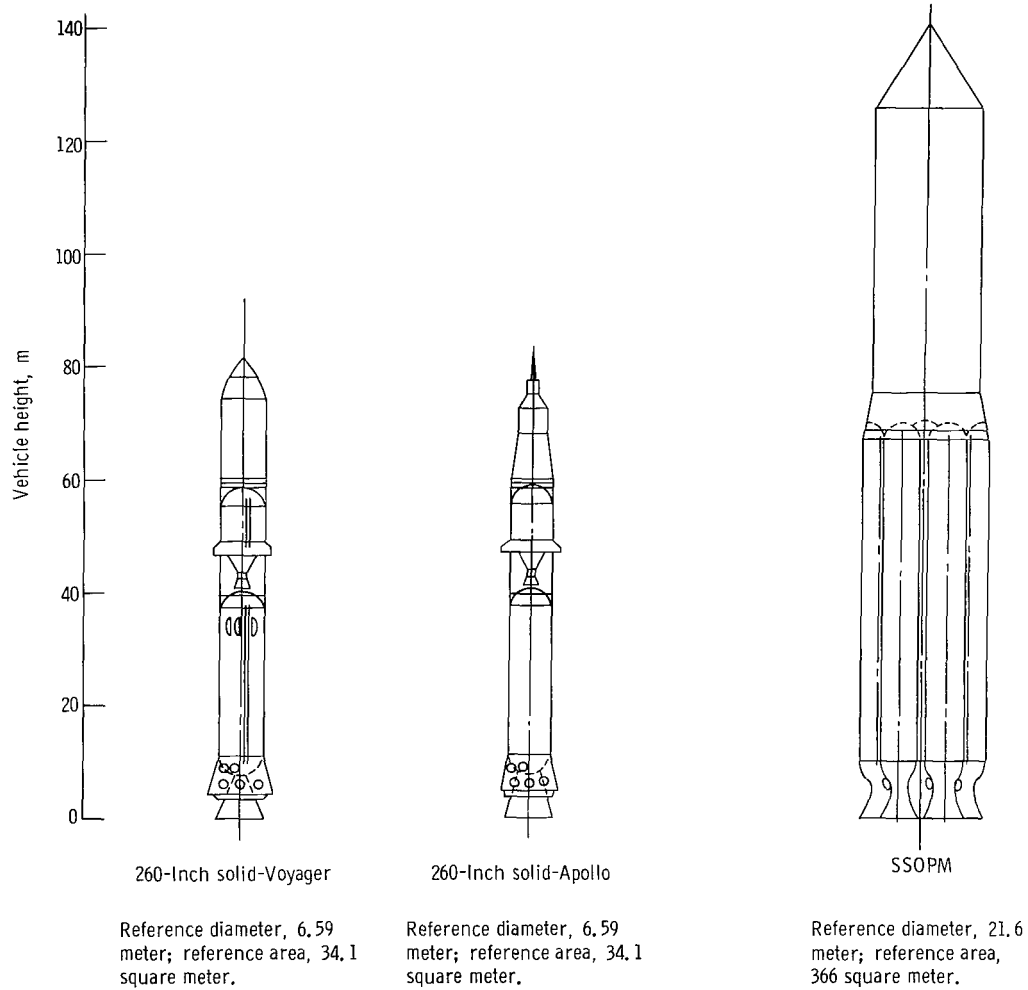 140
120
100
80
60
40
20
0
Vehicle height, m
260-Inch solid-Voyager
Reference diameter, 6.59
meter; reference area, 34.1
square meter.
260-Inch solid-Apollo
Reference diameter, 6.59
meter; reference area, 34.1
square meter.
SSOPM
Reference diameter, 21.6
meter; reference area,
366 square meter.